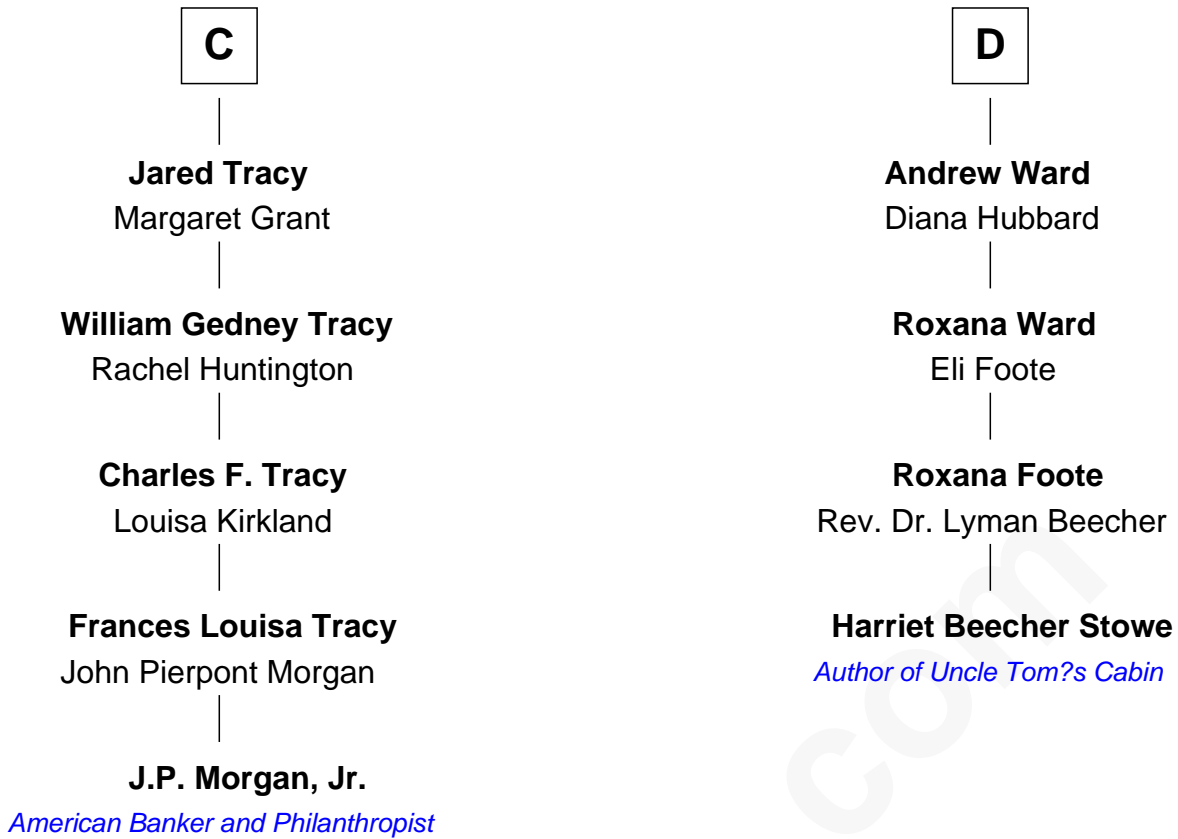 C
Jared Tracy
Margaret Grant
William Gedney Tracy
Rachel Huntington
Charles F. Tracy
Louisa Kirkland
Frances Louisa Tracy
John Pierpont Morgan
J.P. Morgan, Jr.
American Banker and Philanthropist
D
Andrew Ward
Diana Hubbard
Roxana Ward
Eli Foote
Roxana Foote
Rev. Dr. Lyman Beecher
Harriet Beecher Stowe
Author of Uncle Tom?s Cabin
com